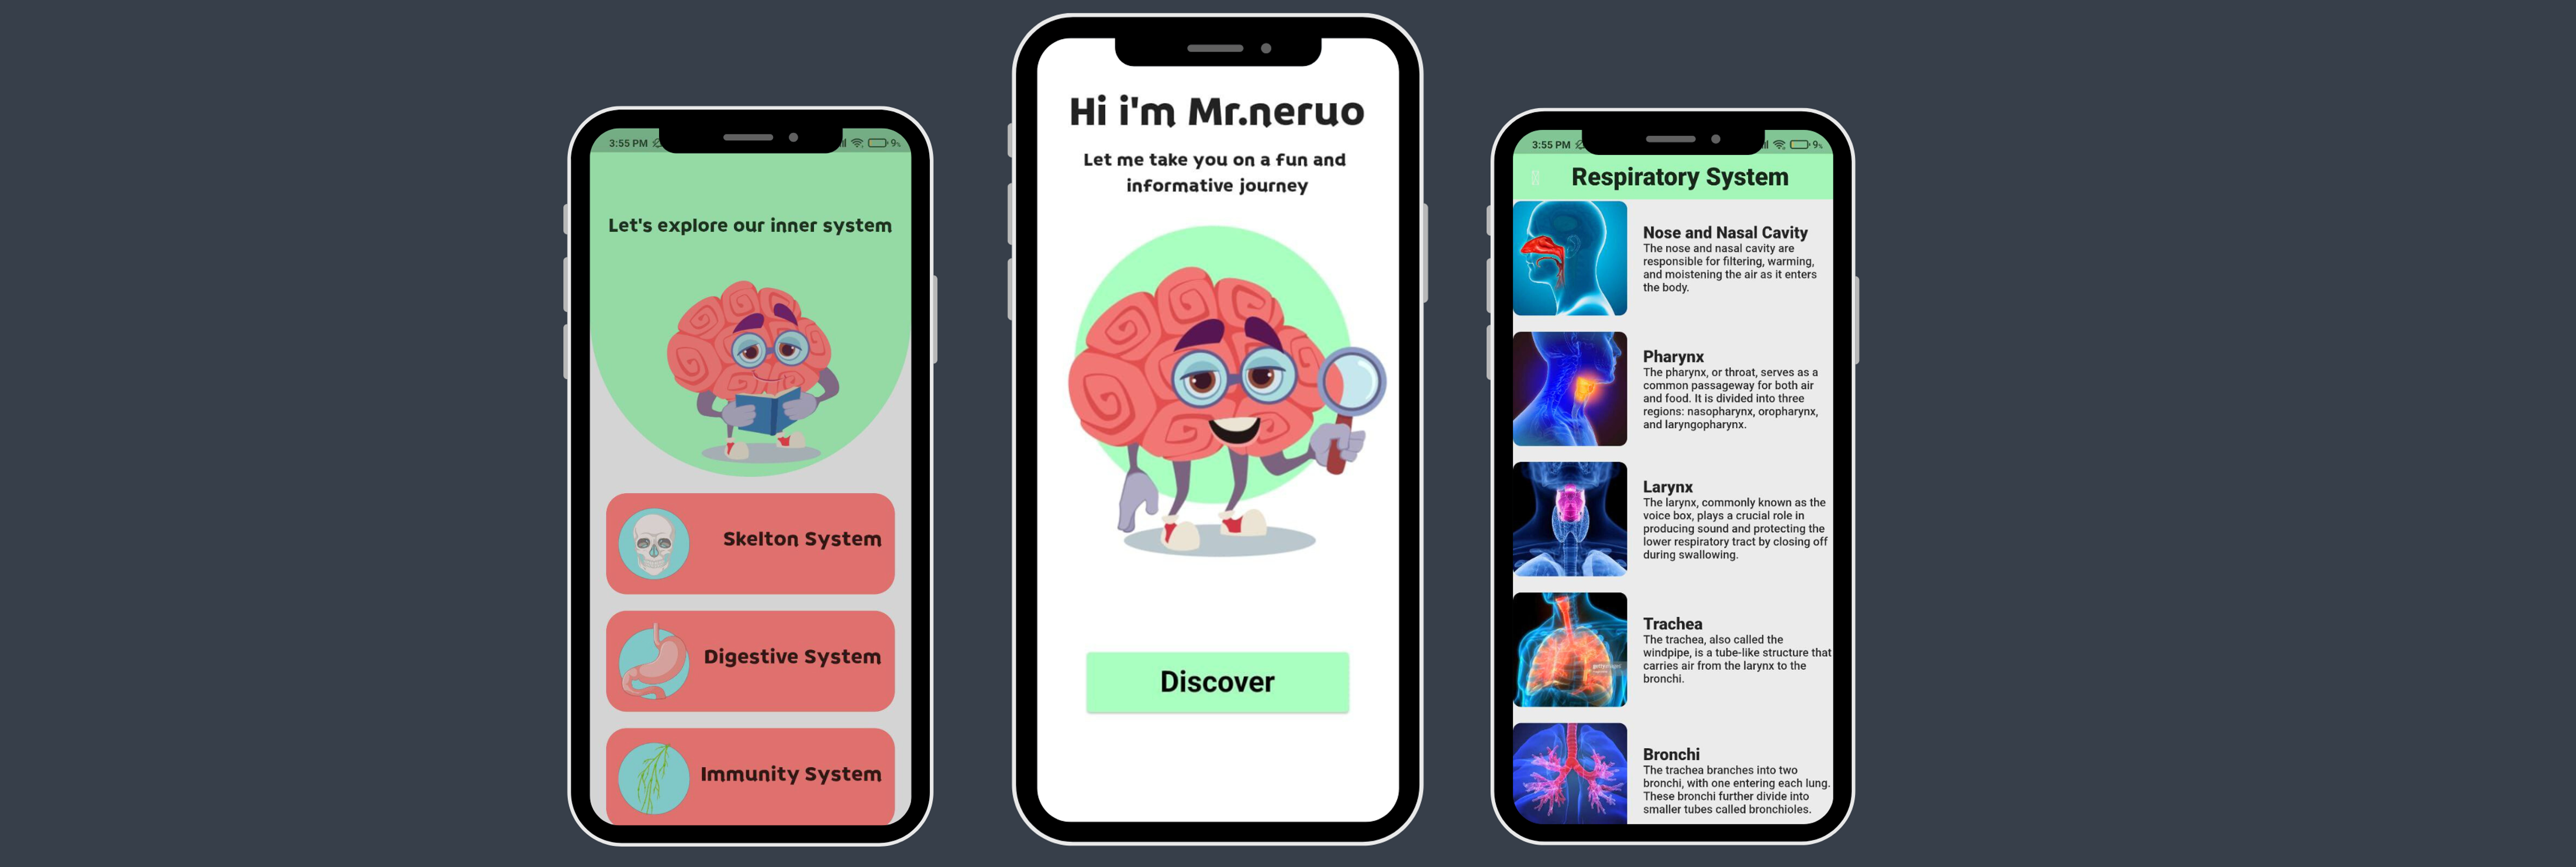 3:55 PM
9%
Let's explore our inner system
Skelton System
Digestive System
Immunity System
Hi i'm Mr.neruo
Let me take you on a fun and
informative journey
Discover
3:55 PM
9%
Respiratory System
Nose and Nasal Cavity
The nose and nasal cavity are
responsible for filtering, warming,
and moistening the air as it enters
the body.
Pharynx
The pharynx, or throat, serves as a
common passageway for both air
and food. It is divided into three
regions: nasopharynx, oropharynx,
and laryngopharynx.
Larynx
The larynx, commonly known as the
voice box, plays a crucial role in
producing sound and protecting the
lower respiratory tract by closing off
during swallowing.
Trachea
The trachea, also called the
windpipe, is a tube-like structure that
carries air from the larynx to the
bronchi.
Bronchi
The trachea branches into two
bronchi, with one entering each lung.
These bronchi further divide into
smaller tubes called bronchioles.